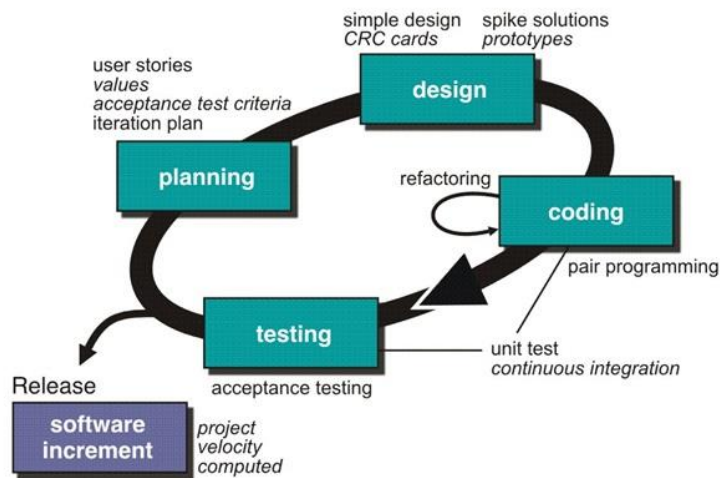 simple design
CRC cards
spike solutions
prototypes
design
user stories
values
acceptance test criteria
iteration plan
planning
refactoring
coding
pair programming
testing
unit test
continuous integration
acceptance testing
Release
software
increment
project
velocity
computed